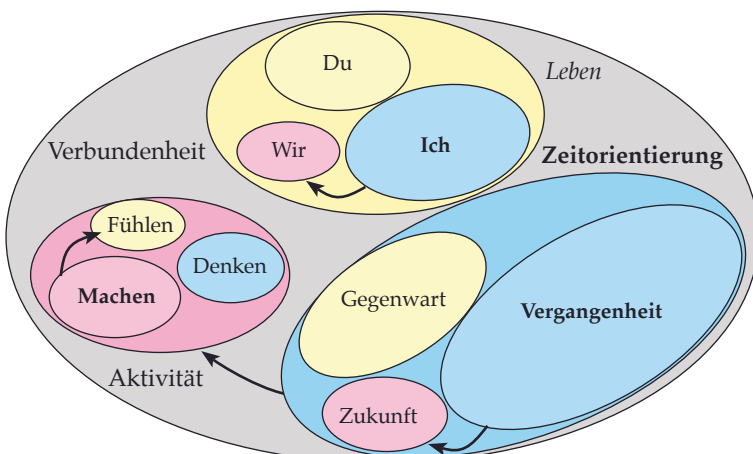 Du
Leben
Verbundenheit
Wir
Ich
Zeitorientierung
Fühlen
Denken
Machen
Gegenwart
Vergangenheit
Aktivität
Zukunft